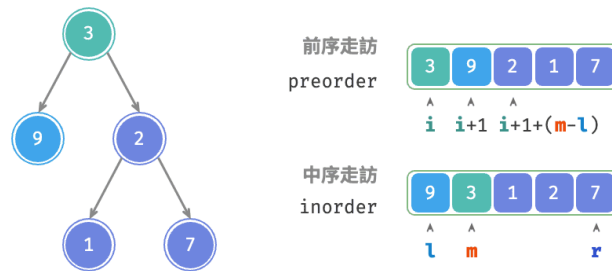 3
9
2
1
7
前序走訪
preorder
3 9 2 1 7
i i+1 i+1+(m-l)
中序走訪
inorder
9 3 1 2 7
l m r